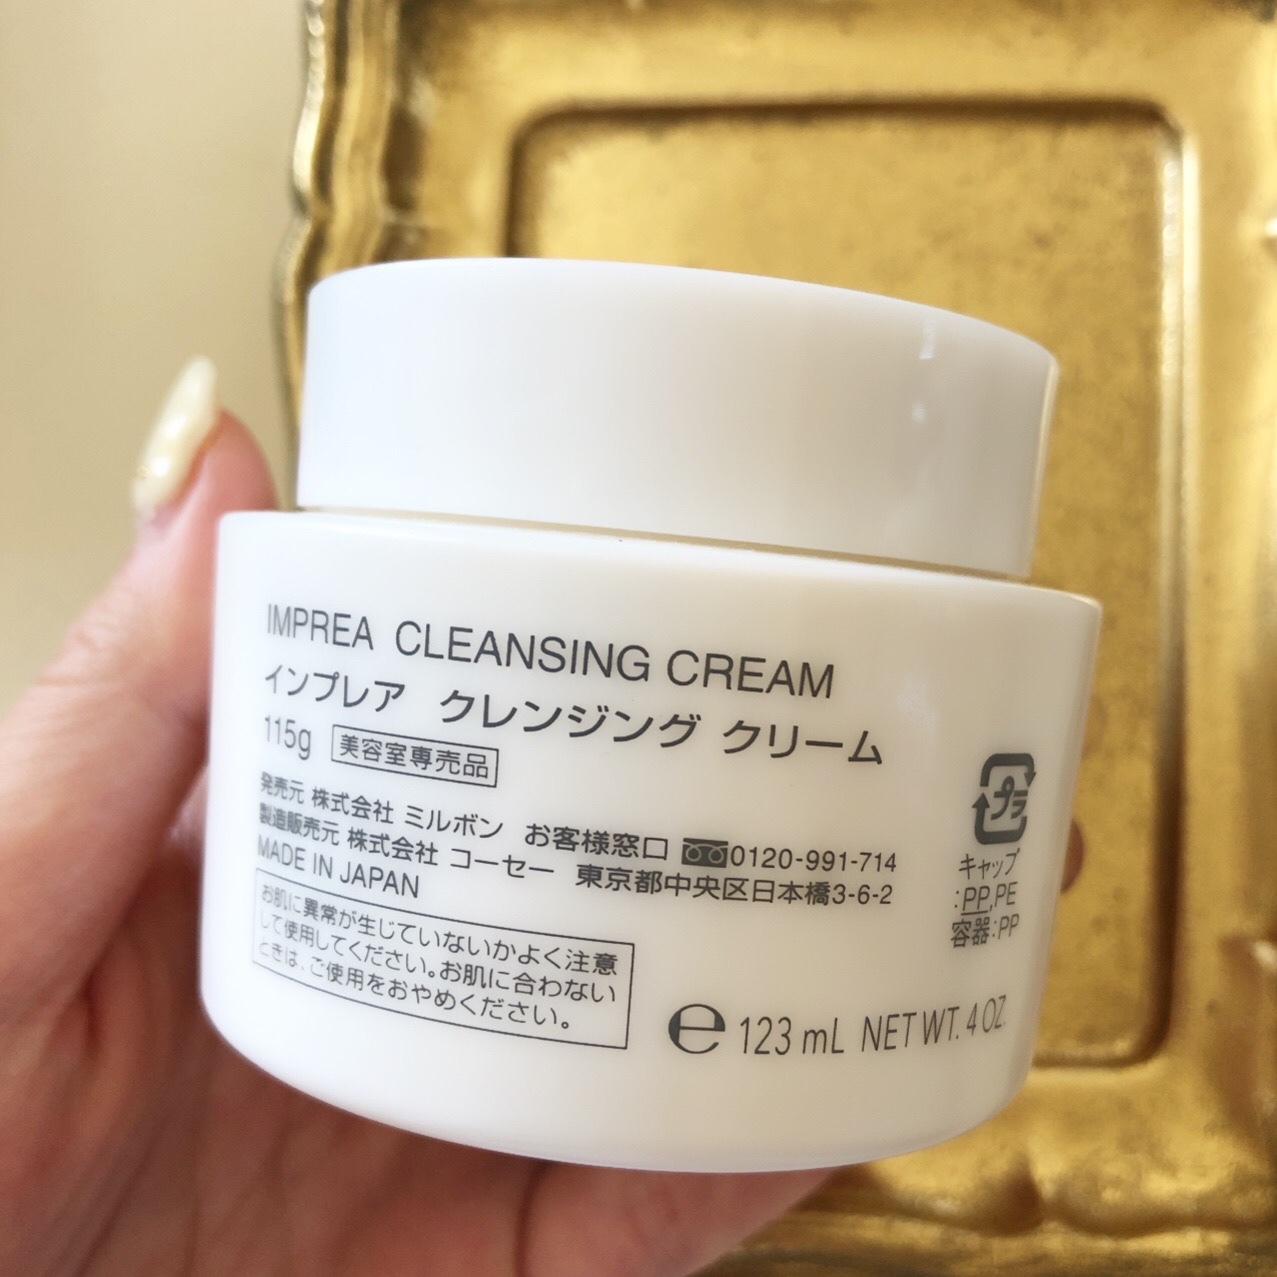 IMPREA CLEANSING CREAM
インプレア クレンジング クリーム
115g 美容室専売品
発売元 株式会社 ミルボン お客様窓口 0120-991-714
製造販売元 株式会社 コーセー 東京都中央区日本橋3-6-2
MADE IN JAPAN
お肌に異常が生じていないかよく注意
して使用してください。お肌に合わない
ときは、ご使用をおやめください。
プラ
キャップ
:PP,PE
容器:PP
e 123 mL NET WT. 4 OZ.